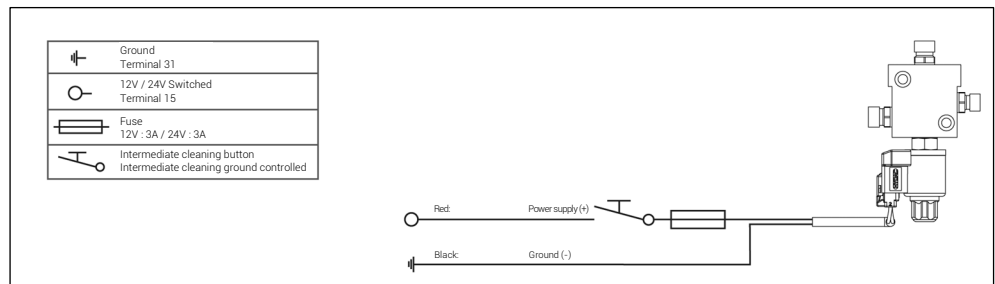 Ground
Terminal 31
12V / 24V Switched
Terminal 15
Fuse
12V : 3A / 24V : 3A
Intermediate cleaning button
Intermediate cleaning ground controlled
Red: Power supply (+)
Black: Ground (-)